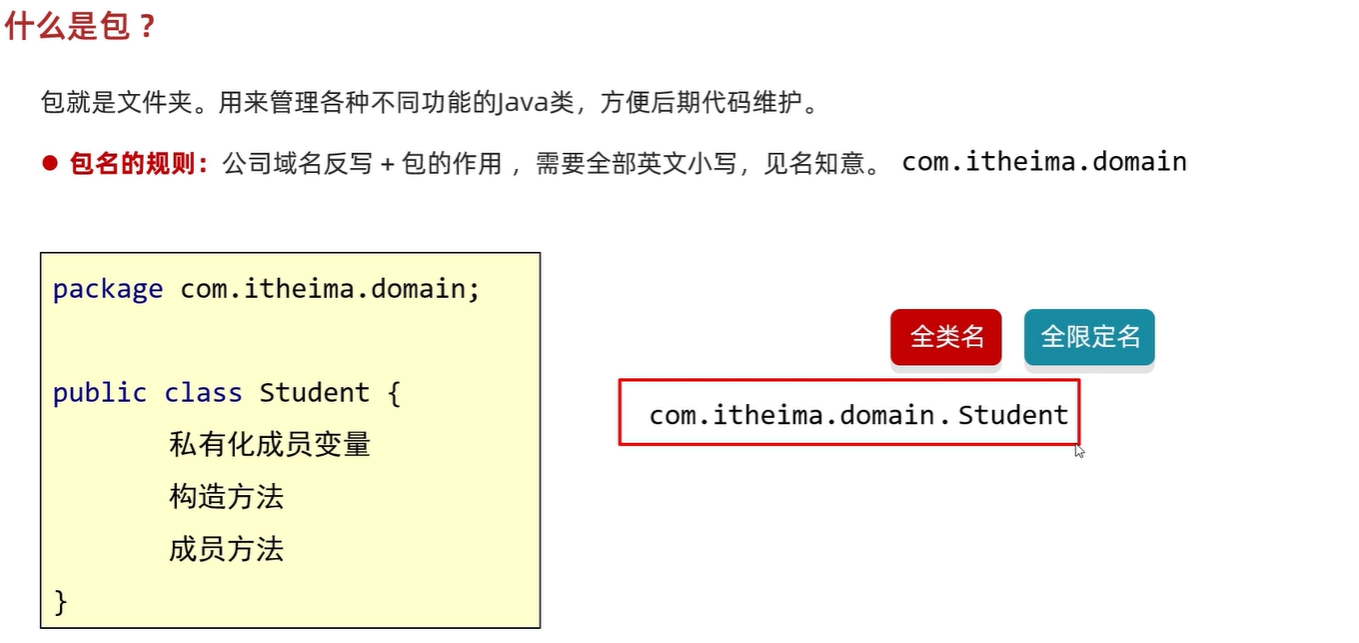 什么是包？
包就是文件夹。用来管理各种不同功能的Java类，方便后期代码维护。
● 包名的规则：公司域名反写 + 包的作用 ，需要全部英文小写，见名知意。 com.itheima.domain
package com.itheima.domain;
public class Student {
私有化成员变量
构造方法
成员方法
}
全类名 全限定名
com.itheima.domain.Student